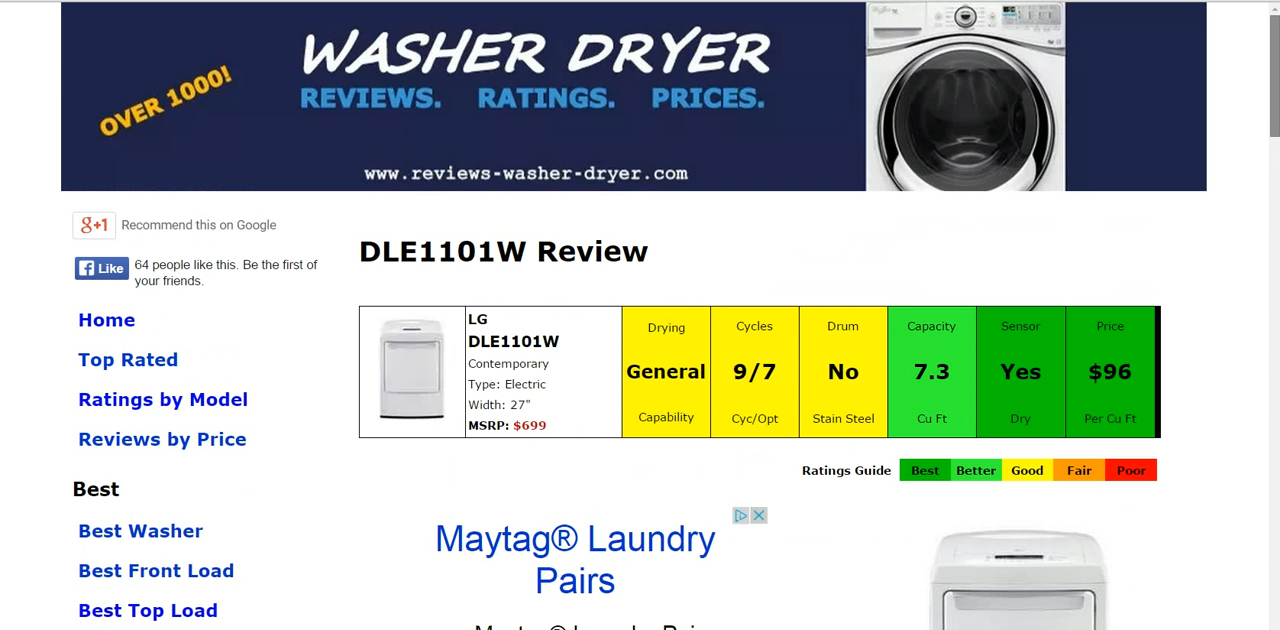 WASHER DRYER
REVIEWS. RATINGS. PRICES.
OVER 1000!
www.reviews-washer-dryer.com
g+1 Recommend this on Google
Like 64 people like this. Be the first of
your friends.
Home
Top Rated
Ratings by Model
Reviews by Price
Best
Best Washer
Best Front Load
Best Top Load
DLE1101W Review
LG
DLE1101W
Contemporary
Type: Electric
Width: 27"
MSRP: $699
Drying
General
Capability
Cycles
9/7
Cyc/Opt
Drum
No
Stain Steel
Capacity
7.3
Cu Ft
Sensor
Yes
Dry
Price
$96
Per Cu Ft
Ratings Guide Best Better Good Fair Poor
Maytag® Laundry
Pairs